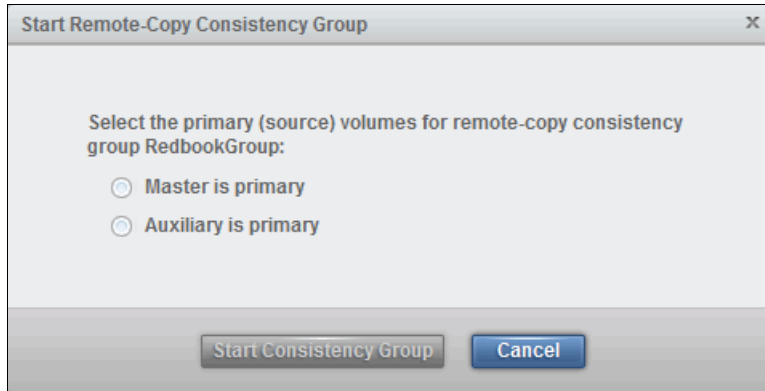 Start Remote-Copy Consistency Group
x
Select the primary (source) volumes for remote-copy consistency
group RedbookGroup:
Master is primary
Auxiliary is primary
Start Consistency Group
Cancel